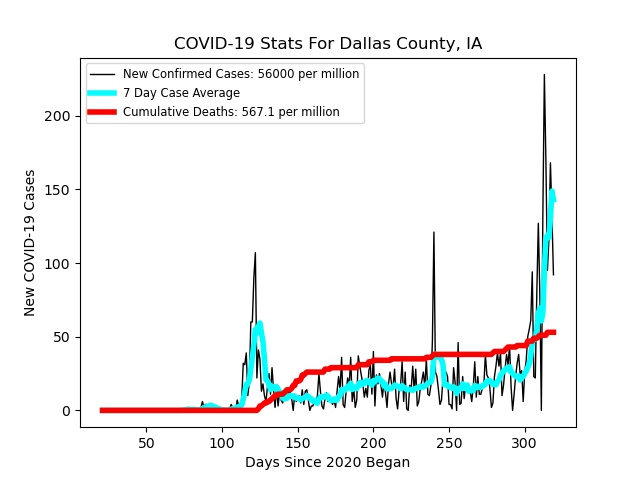 COVID-19 Stats For Dallas County, IA
New Confirmed Cases: 56000 per million
7 Day Case Average
Cumulative Deaths: 567.1 per million
New COVID-19 Cases
200
150
100
50
0
50 100 150 200 250 300
Days Since 2020 Began